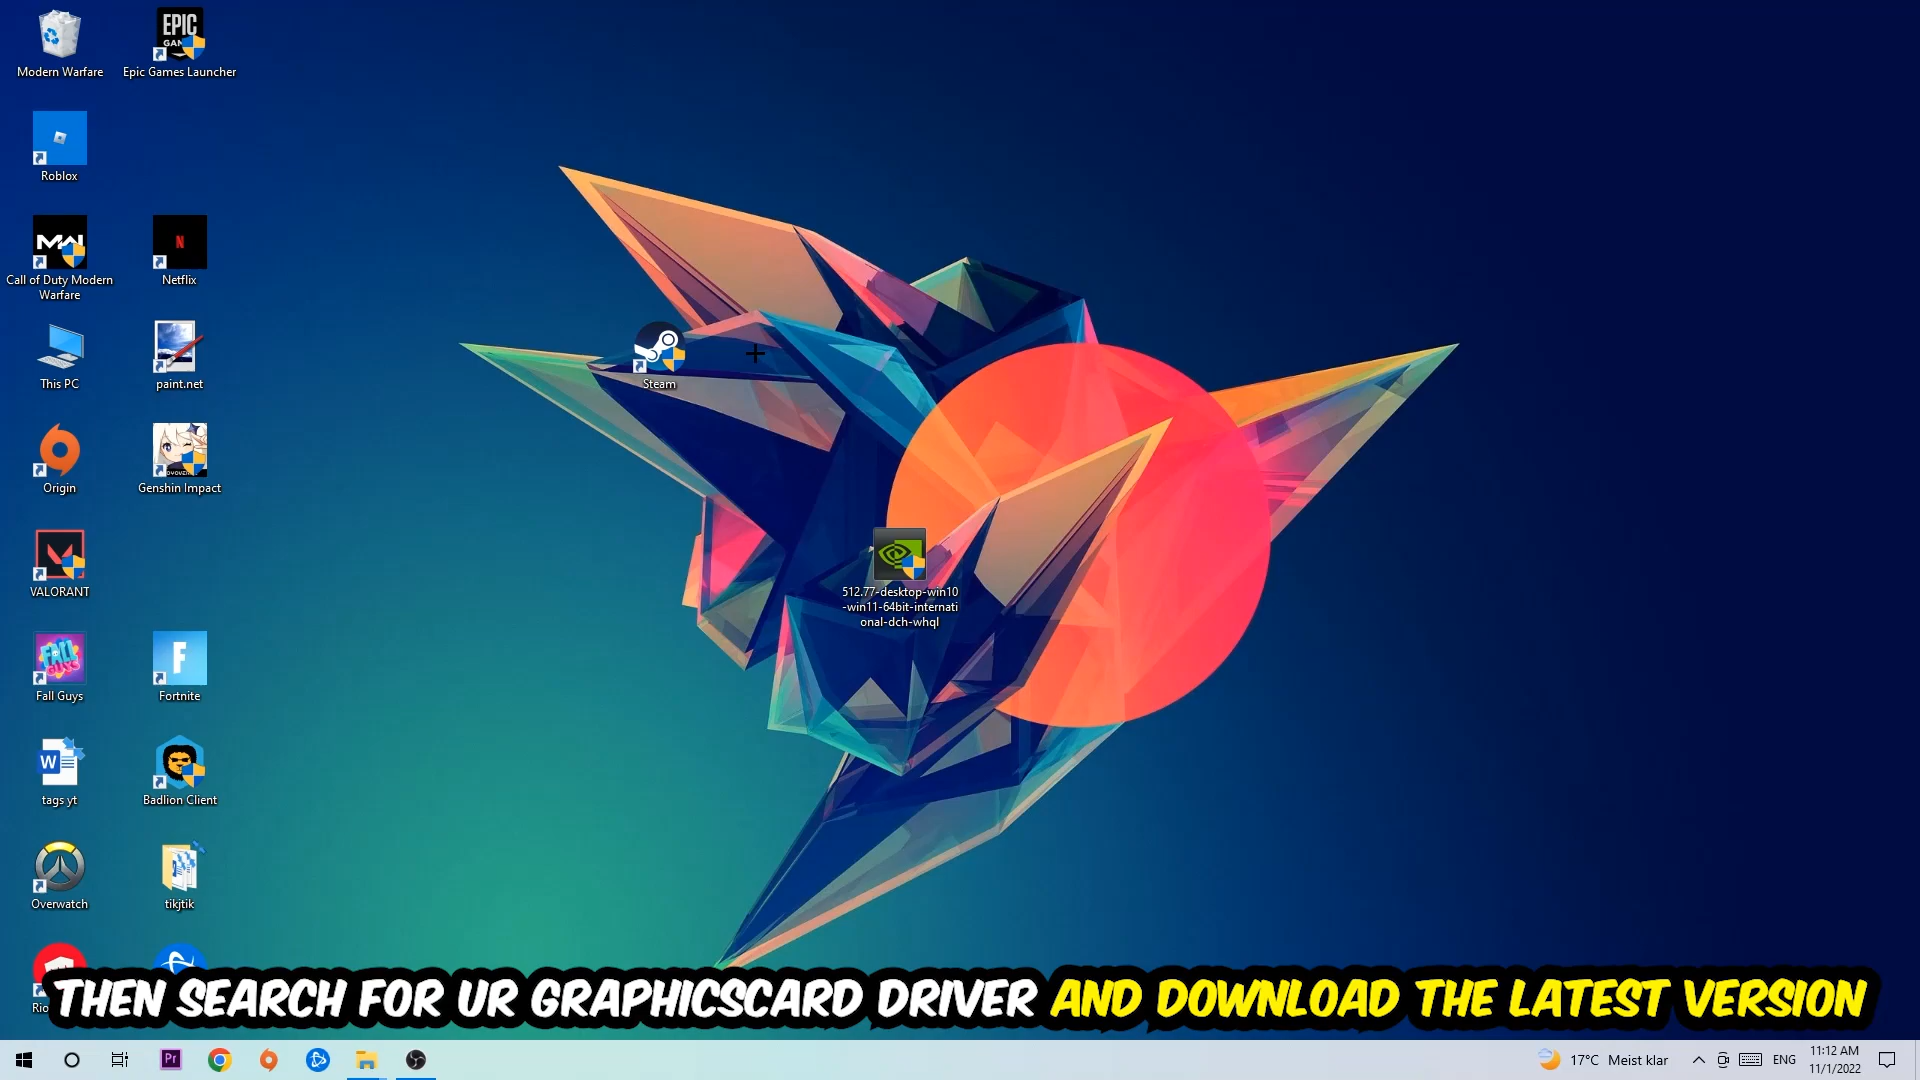 EPIC
GAM
Modern Warfare
Epic Games Launcher
Roblox
MW
N
Call of Duty Modern
Warfare
Netflix
This PC
paint.net
Steam
Origin
Genshin Impact
VALORANT
512.77-desktop-win10
-win11-64bit-internati
onal-dch-whql
F
Fall Guys
Fortnite
W
tags yt
Badlion Client
Overwatch
tikjtik
Rio
THEN SEARCH FOR UR GRAPHICSCARD DRIVER AND DOWNLOAD THE LATEST VERSION
Pr
17°C Meist klar
ENG
11:12 AM
11/1/2022